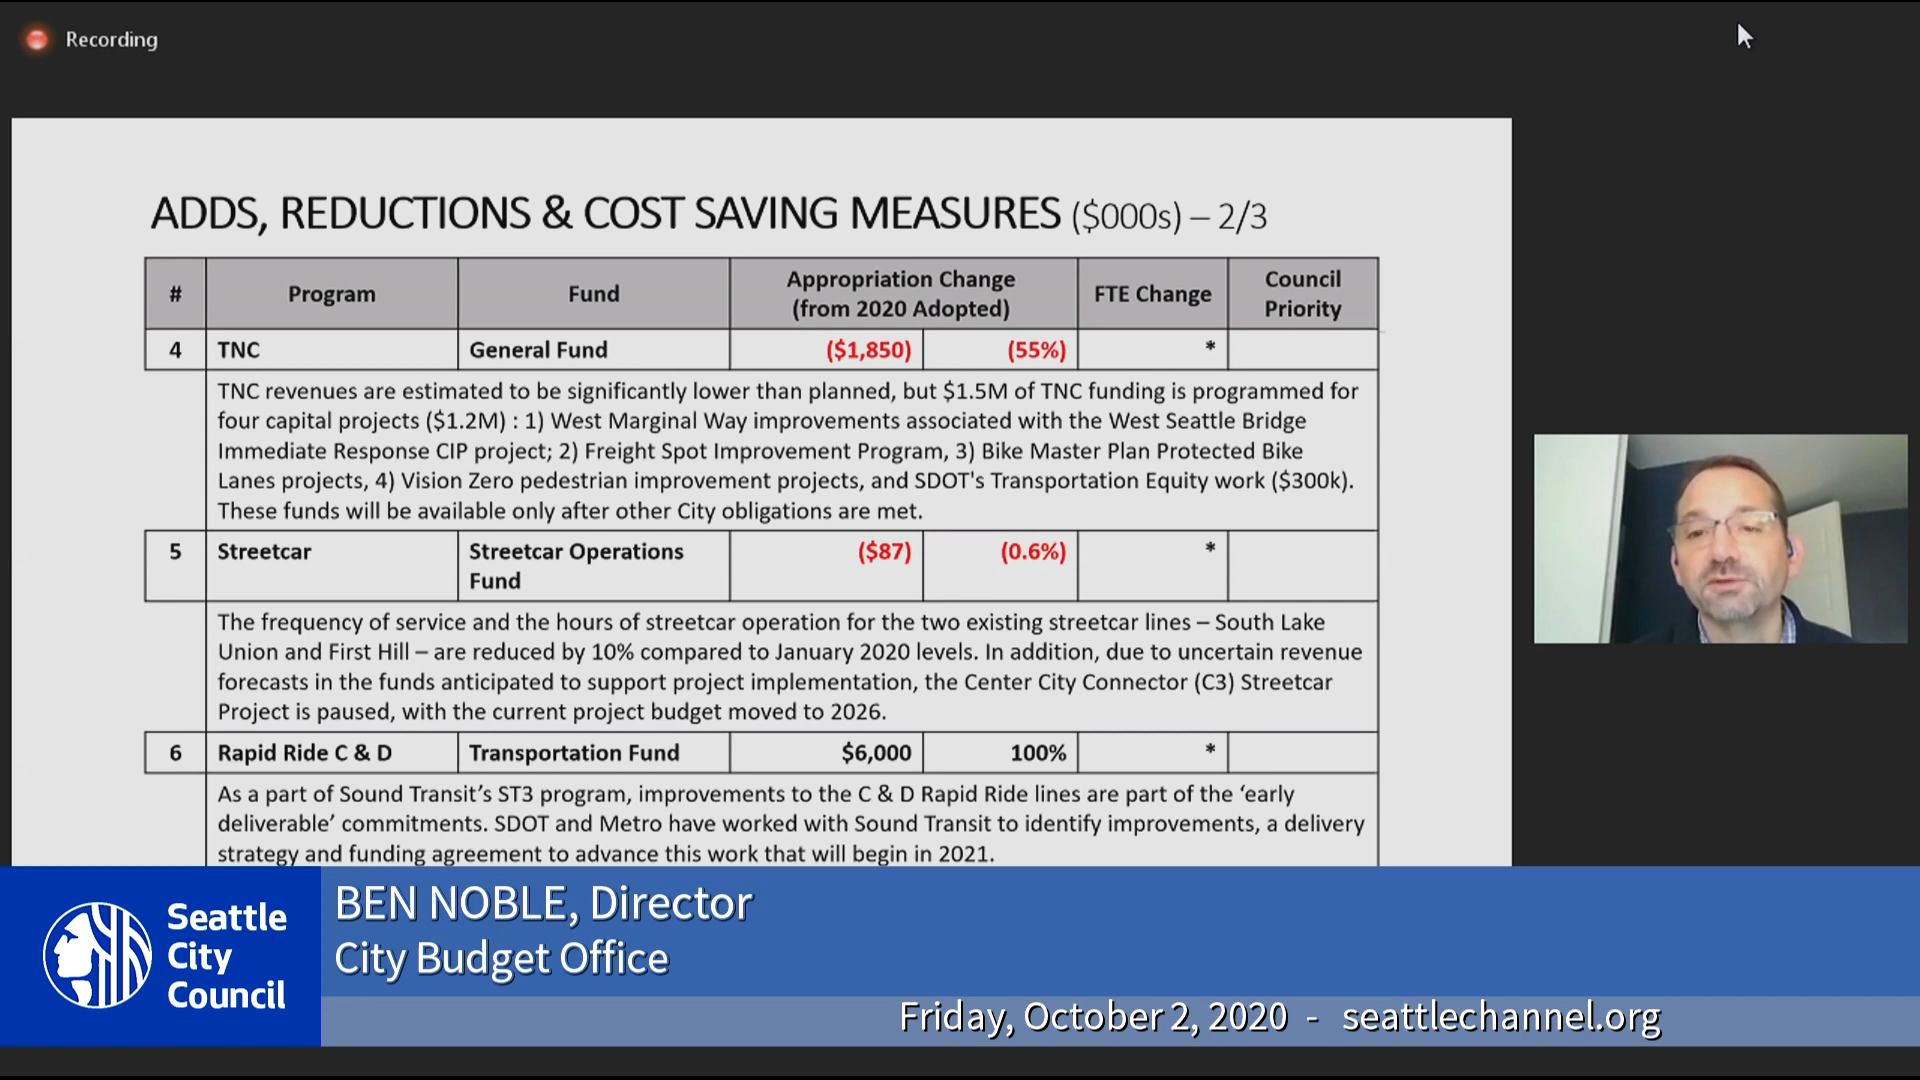 Recording
ADDS, REDUCTIONS & COST SAVING MEASURES ($000s) – 2/3
# Program Fund Appropriation Change (from 2020 Adopted) FTE Change Council Priority
4 TNC General Fund ($1,850) (55%) *
TNC revenues are estimated to be significantly lower than planned, but $1.5M of TNC funding is programmed for
four capital projects ($1.2M) : 1) West Marginal Way improvements associated with the West Seattle Bridge
Immediate Response CIP project; 2) Freight Spot Improvement Program, 3) Bike Master Plan Protected Bike
Lanes projects, 4) Vision Zero pedestrian improvement projects, and SDOT's Transportation Equity work ($300k).
These funds will be available only after other City obligations are met.
5 Streetcar Streetcar Operations Fund ($87) (0.6%) *
The frequency of service and the hours of streetcar operation for the two existing streetcar lines – South Lake
Union and First Hill – are reduced by 10% compared to January 2020 levels. In addition, due to uncertain revenue
forecasts in the funds anticipated to support project implementation, the Center City Connector (C3) Streetcar
Project is paused, with the current project budget moved to 2026.
6 Rapid Ride C & D Transportation Fund $6,000 100% *
As a part of Sound Transit’s ST3 program, improvements to the C & D Rapid Ride lines are part of the ‘early
deliverable’ commitments. SDOT and Metro have worked with Sound Transit to identify improvements, a delivery
strategy and funding agreement to advance this work that will begin in 2021.
Seattle
City
Council
BEN NOBLE, Director
City Budget Office
Friday, October 2, 2020 - seattlechannel.org